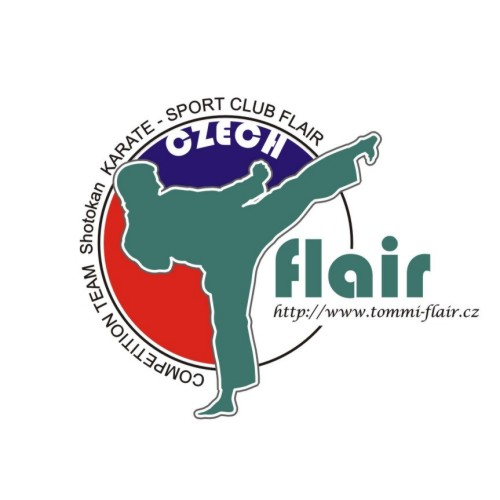 COMPETITION TEAM Shotokan KARATE - SPORT CLUB FLAIR
CZECH
flair
http://www.tommi-flair.cz